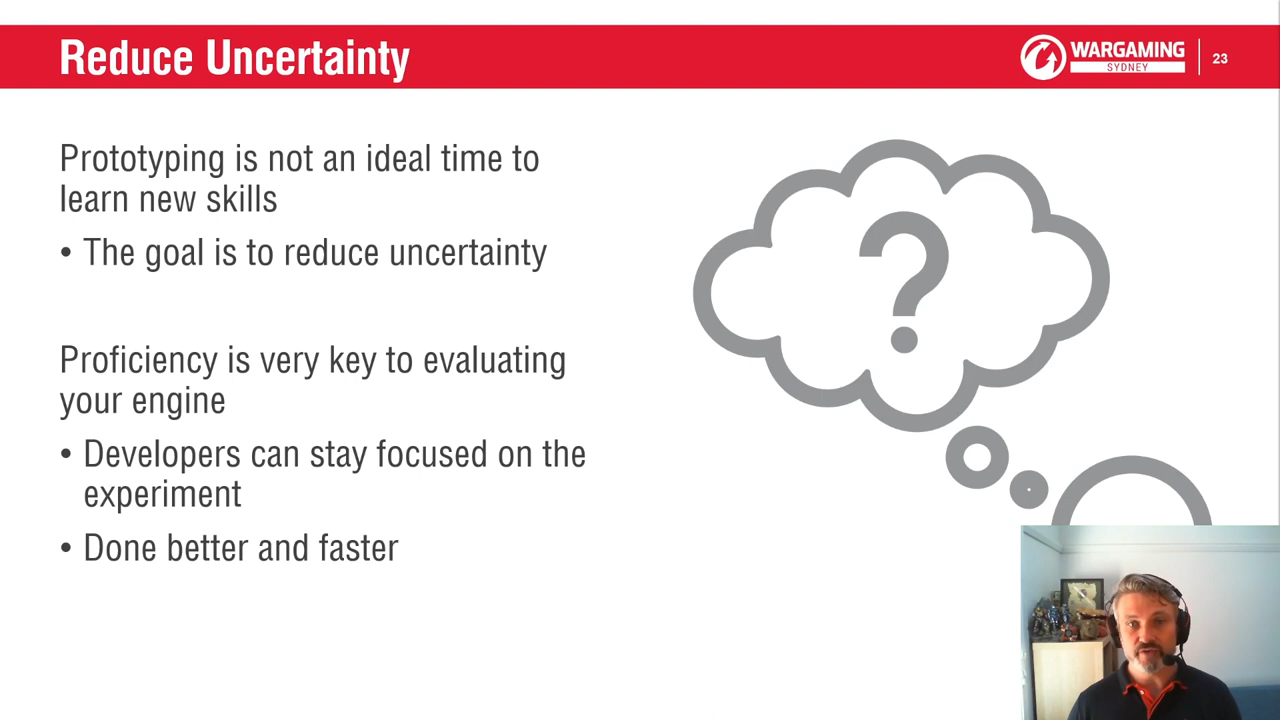 Reduce Uncertainty
WARGAMING
SYDNEY
23
Prototyping is not an ideal time to
learn new skills
• The goal is to reduce uncertainty
?
Proficiency is very key to evaluating
your engine
• Developers can stay focused on the
experiment
• Done better and faster